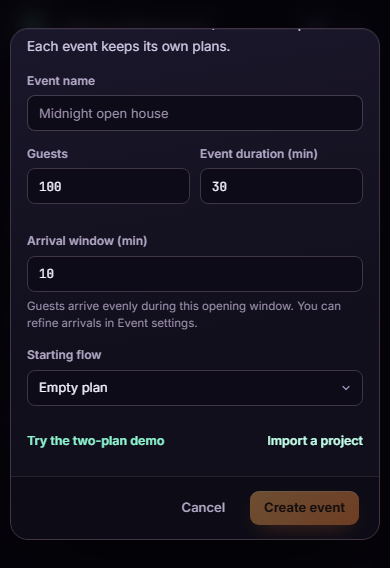 Each event keeps its own plans.
Event name
Midnight open house
Guests
Event duration (min)
100
30
Arrival window (min)
10
Guests arrive evenly during this opening window. You can
refine arrivals in Event settings.
Starting flow
Empty plan
Try the two-plan demo
Import a project
Cancel
Create event